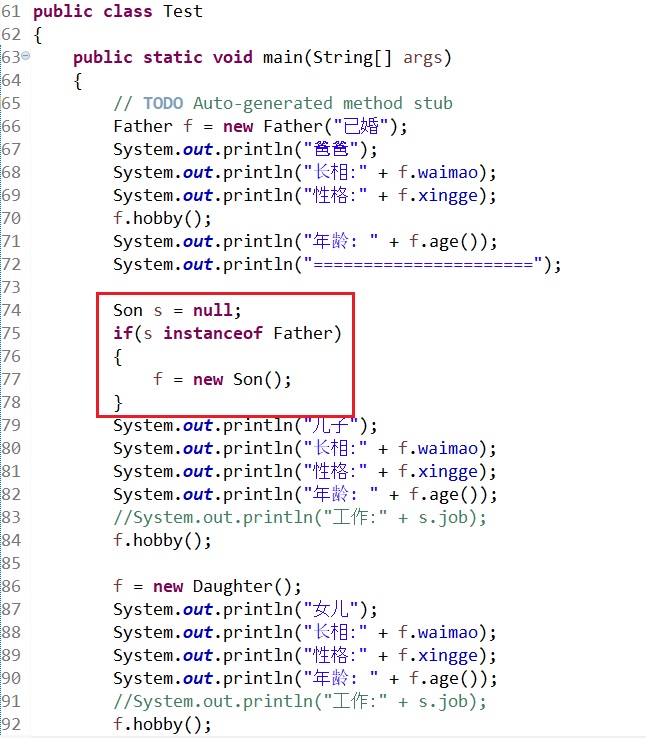 61 public class Test
62 {
63 public static void main(String[] args)
64 {
65 // TODO Auto-generated method stub
66 Father f = new Father("已婚");
67 System.out.println("爸爸");
68 System.out.println("长相:" + f.waimao);
69 System.out.println("性格:" + f.xingge);
70 f.hobby();
71 System.out.println("年龄: " + f.age());
72 System.out.println("======================");
73
74 Son s = null;
75 if(s instanceof Father)
76 {
77 f = new Son();
78 }
79 System.out.println("儿子");
80 System.out.println("长相:" + f.waimao);
81 System.out.println("性格:" + f.xingge);
82 System.out.println("年龄: " + f.age());
83 //System.out.println("工作:" + s.job);
84 f.hobby();
85
86 f = new Daughter();
87 System.out.println("女儿");
88 System.out.println("长相:" + f.waimao);
89 System.out.println("性格:" + f.xingge);
90 System.out.println("年龄: " + f.age());
91 //System.out.println("工作:" + s.job);
92 f.hobby();